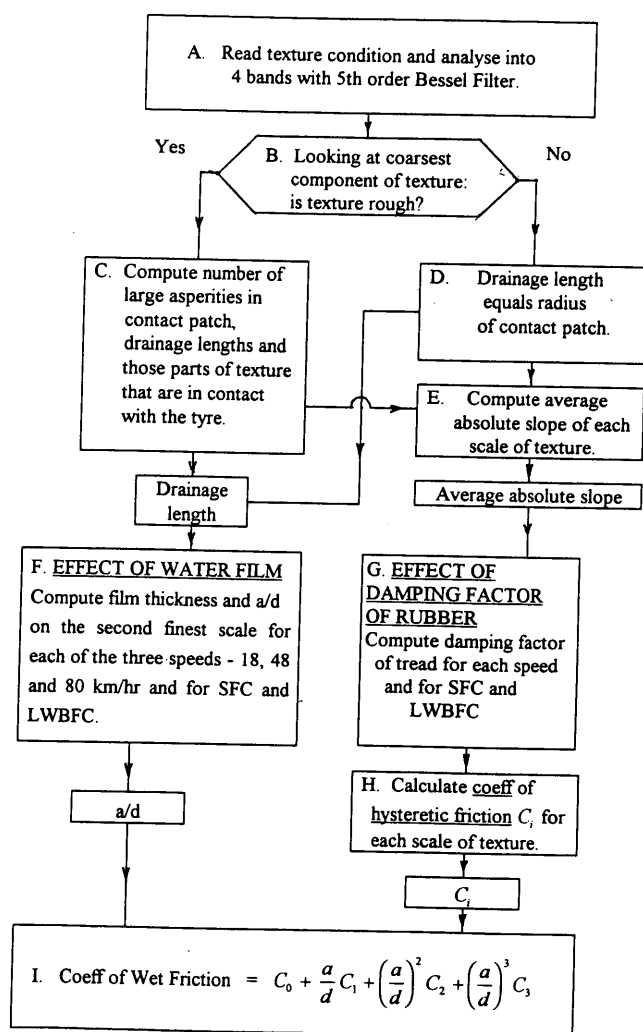 A. Read texture condition and analyse into
4 bands with 5th order Bessel Filter.
Yes
No
B. Looking at coarsest
component of texture:
is texture rough?
C. Compute number of
large asperities in
contact patch,
drainage lengths and
those parts of texture
that are in contact
with the tyre.
D. Drainage length
equals radius
of contact patch.
E. Compute average
absolute slope of each
scale of texture.
Drainage
length
Average absolute slope
F. EFFECT OF WATER FILM
Compute film thickness and a/d
on the second finest scale for
each of the three speeds - 18, 48
and 80 km/hr and for SFC and
LWBFC.
G. EFFECT OF
DAMPING FACTOR
OF RUBBER
Compute damping factor
of tread for each speed
and for SFC and
LWBFC
a/d
H. Calculate coeff of
hysteretic friction C_i for
each scale of texture.
C_i
I. Coeff of Wet Friction = C_0 + \frac{a}{d} C_1 + \left(\frac{a}{d}\right)^2 C_2 + \left(\frac{a}{d}\right)^3 C_3